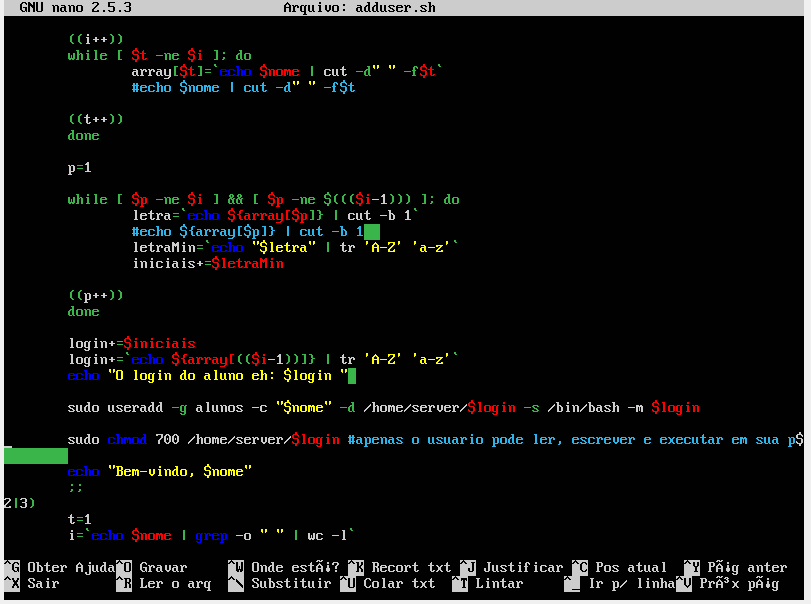 GNU nano 2.5.3 Arquivo: adduser.sh
((i++))
while [ $t -ne $i ]; do
array[$t]=`echo $nome | cut -d" " -f$t`
#echo $nome | cut -d" " -f$t
((t++))
done
p=1
while [ $p -ne $i ] && [ $p -ne $((($i-1))) ]; do
letra=`echo ${array[$p]} | cut -b 1`
#echo ${array[$p]} | cut -b 1
letraMin=`echo "$letra" | tr 'A-Z' 'a-z'`
iniciais+=$letraMin
((p++))
done
login+=$iniciais
login+=`echo ${array[(($i-1))]} | tr 'A-Z' 'a-z'`
echo "O login do aluno eh: $login "
sudo useradd -g alunos -c "$nome" -d /home/server/$login -s /bin/bash -m $login
sudo chmod 700 /home/server/$login #apenas o usuario pode ler, escrever e executar em sua p$
echo "Bem-vindo, $nome"
;;
2|3)
t=1
i=`echo $nome | grep -o " " | wc -l`
^G Obter Ajuda ^O Gravar ^W Onde estÃ¡? ^K Recort txt ^J Justificar ^C Pos atual ^Y PÃ¡g anter
^X Sair ^R Ler o arq ^\ Substituir ^U Colar txt ^T Lintar ^_ Ir p/ linha ^V PrÃ³x pÃ¡g